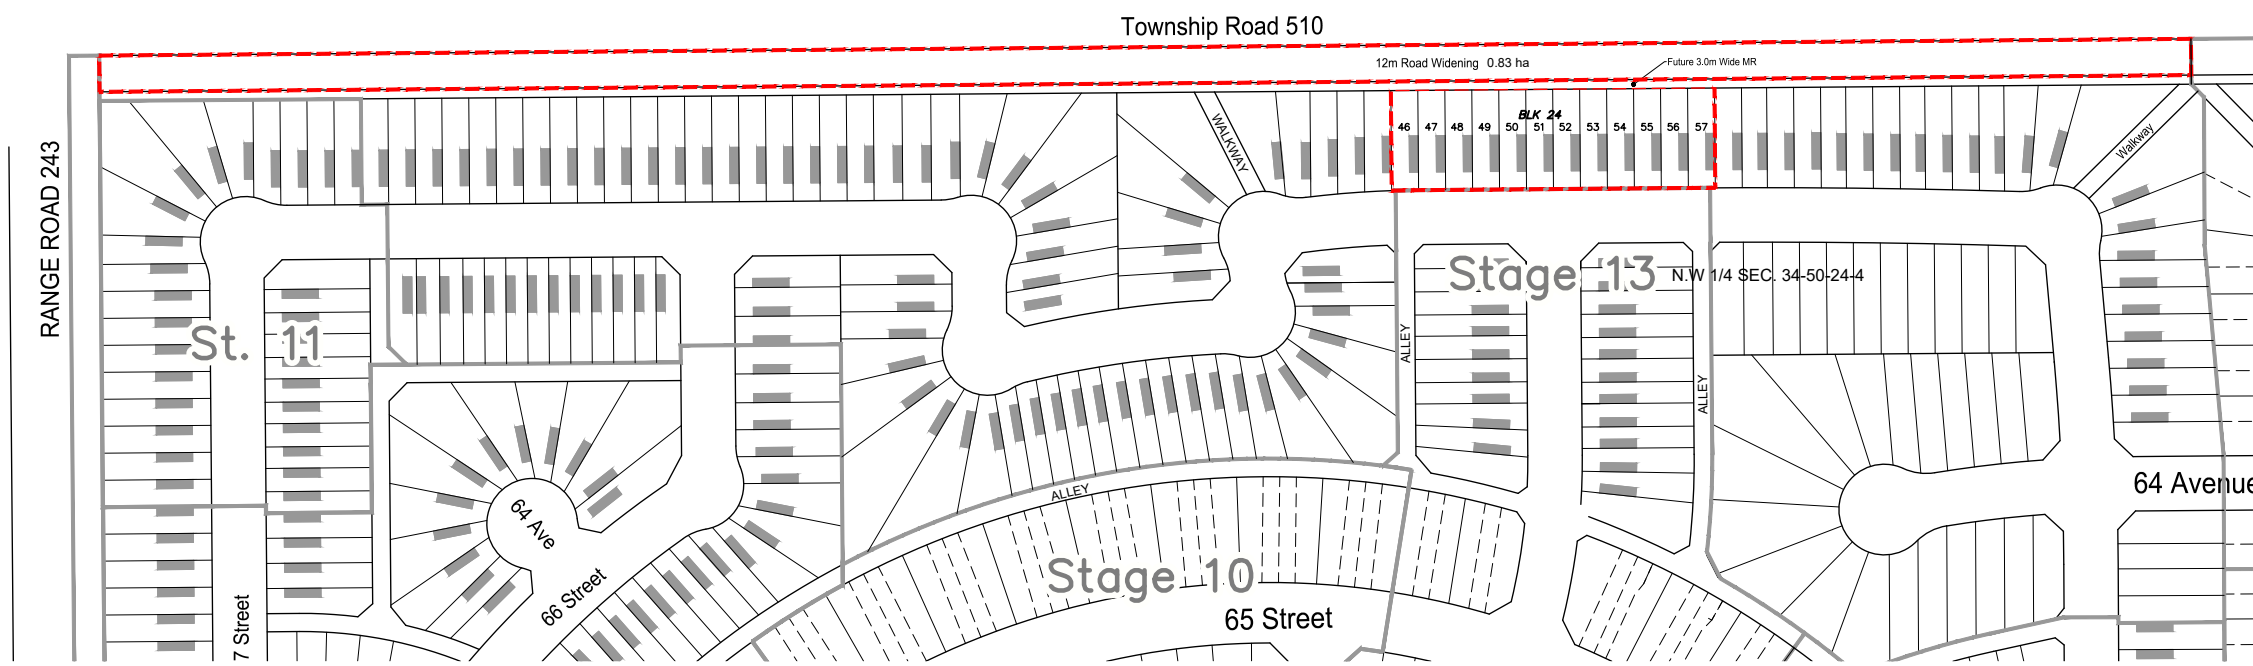 Township Road 510
12m Road Widening 0.83 ha
Future 3.0m Wide MR
BLK 24
46 47 48 49 50 51 52 53 54 55 56 57
WALKWAY
Walkway
RANGE ROAD 243
Stage 13
N.W 1/4 SEC. 34-50-24-4
St. 11
ALLEY
ALLEY
64 Avenue
ALLEY
64 Ave
Stage 10
66 Street
65 Street
7 Street